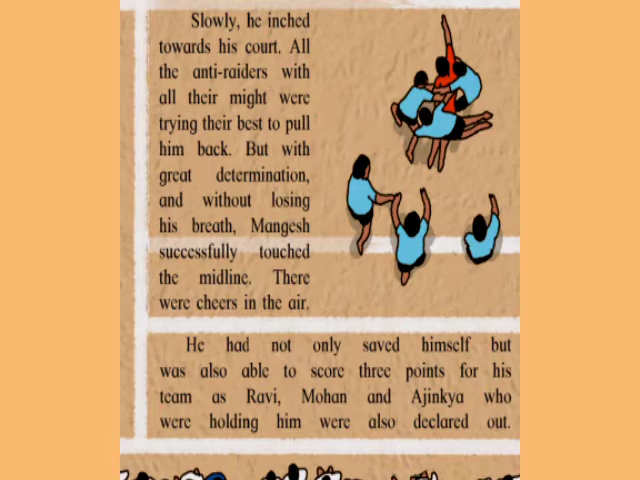 Slowly, he inched
towards his court. All
the anti-raiders with
all their might were
trying their best to pull
him back. But with
great determination,
and without losing
his breath, Mangesh
successfully touched
the midline. There
were cheers in the air.
He had not only saved himself but
was also able to score three points for his
team as Ravi, Mohan and Ajinkya who
were holding him were also declared out.